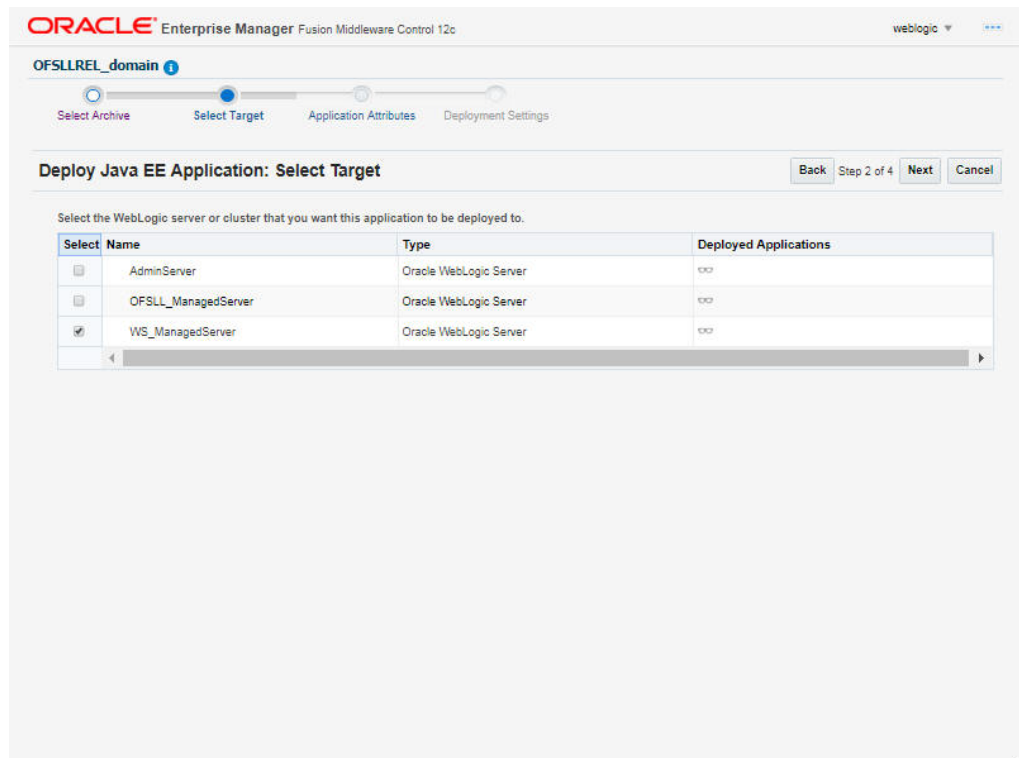 ORACLE Enterprise Manager Fusion Middleware Control 12c weblogic
OFSLLREL_domain
Select Archive Select Target Application Attributes Deployment Settings
Deploy Java EE Application: Select Target Back Step 2 of 4 Next Cancel
Select the WebLogic server or cluster that you want this application to be deployed to.
Select Name Type Deployed Applications
AdminServer Oracle WebLogic Server
OFSLL_ManagedServer Oracle WebLogic Server
WS_ManagedServer Oracle WebLogic Server